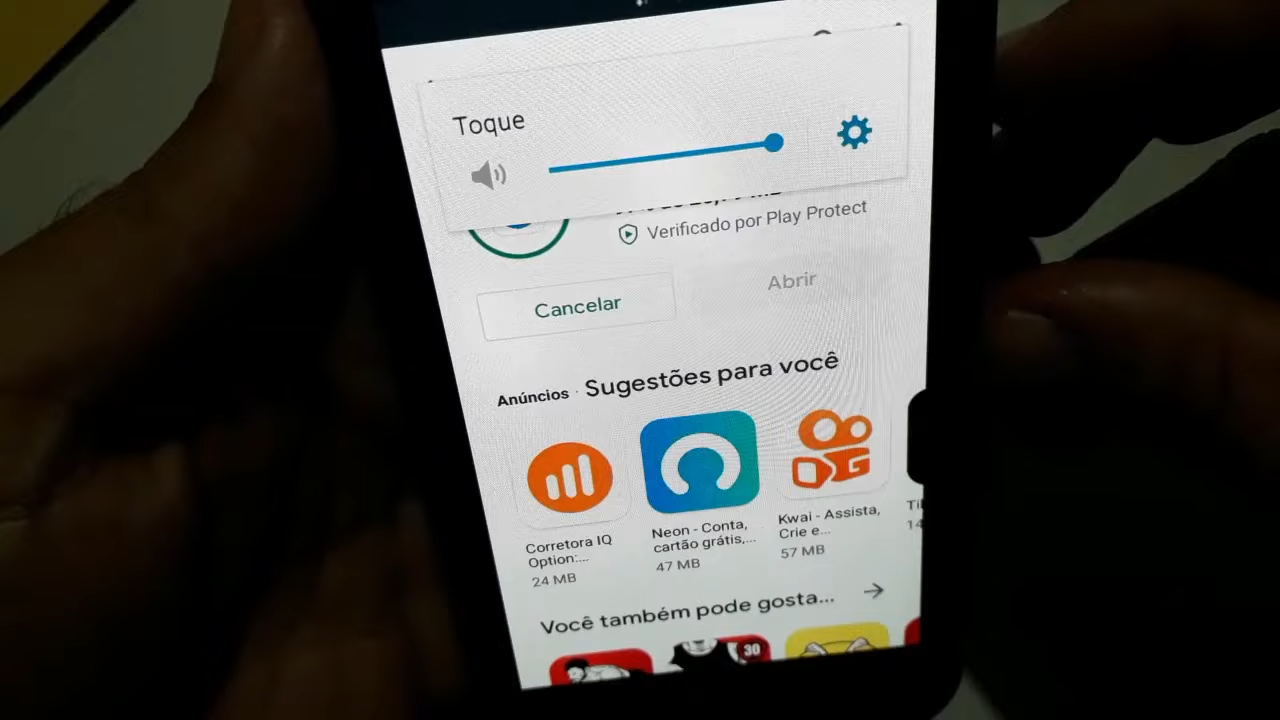 Toque
Verificado por Play Protect
Cancelar
Abrir
Anúncios · Sugestões para você
Corretora IQ
Option:...
24 MB
Neon - Conta,
cartão grátis,...
47 MB
Kwai - Assista,
Crie e...
57 MB
Você também pode gosta...
30